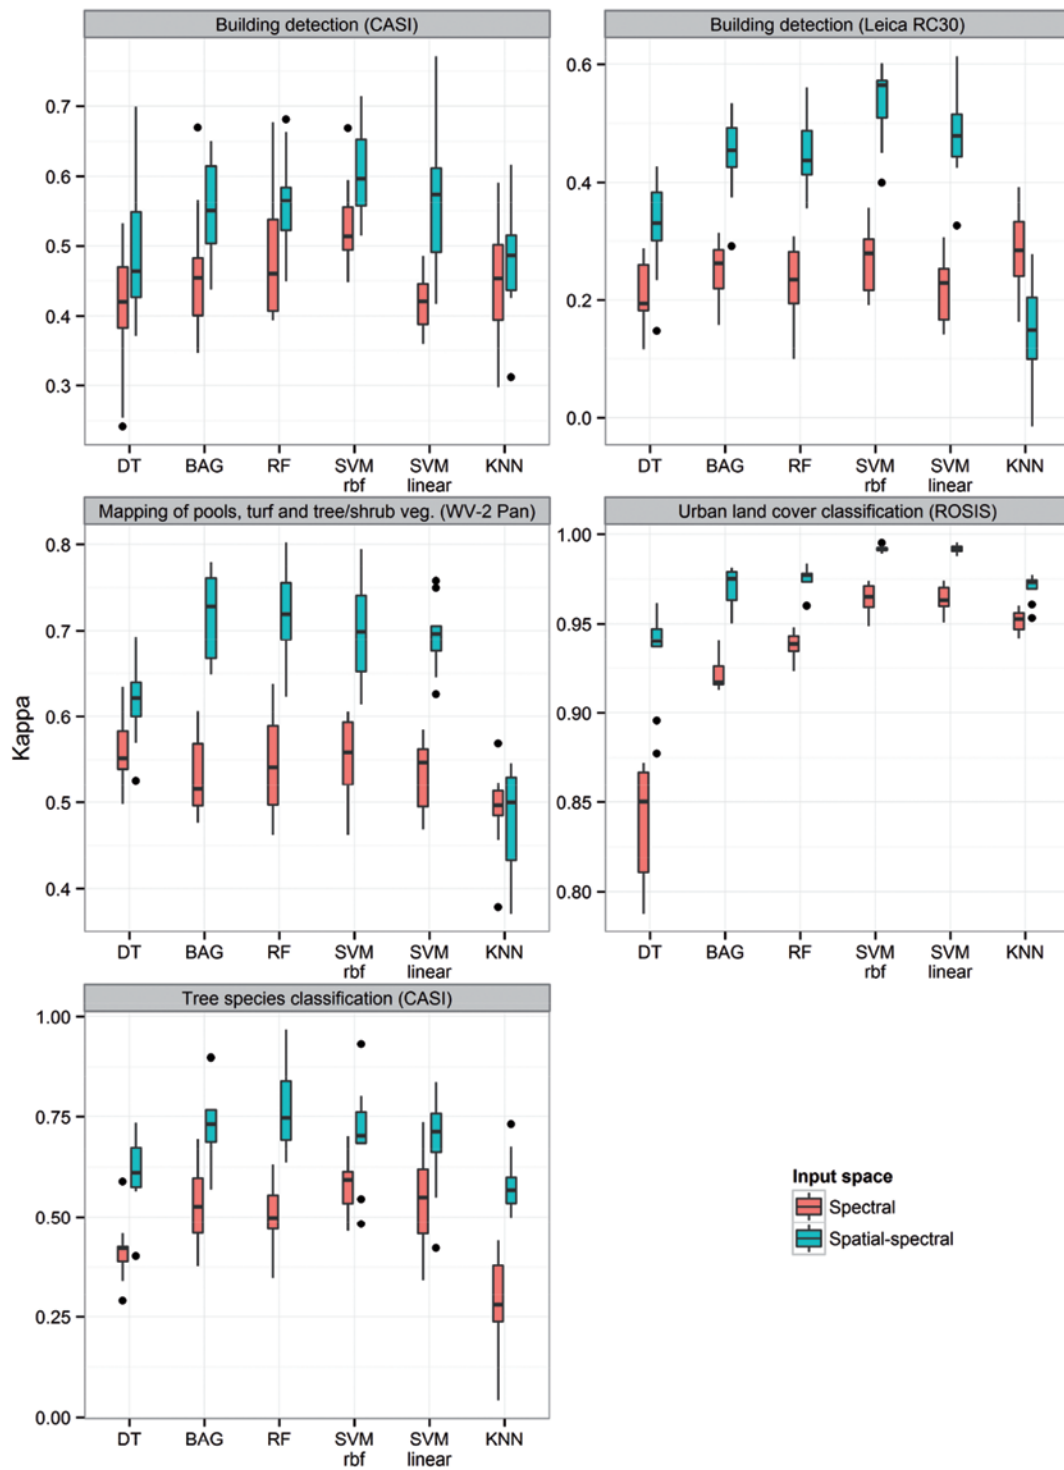 Building detection (CASI)
0.7
0.6
0.5
0.4
0.3
DT BAG RF SVM rbf SVM linear KNN
Building detection (Leica RC30)
0.6
0.4
0.2
0.0
DT BAG RF SVM rbf SVM linear KNN
Kappa
Mapping of pools, turf and tree/shrub veg. (WV-2 Pan)
0.8
0.7
0.6
0.5
0.4
DT BAG RF SVM rbf SVM linear KNN
Urban land cover classification (ROSIS)
1.00
0.95
0.90
0.85
0.80
DT BAG RF SVM rbf SVM linear KNN
Tree species classification (CASI)
1.00
0.75
0.50
0.25
0.00
DT BAG RF SVM rbf SVM linear KNN
Input space
Spectral
Spatial-spectral